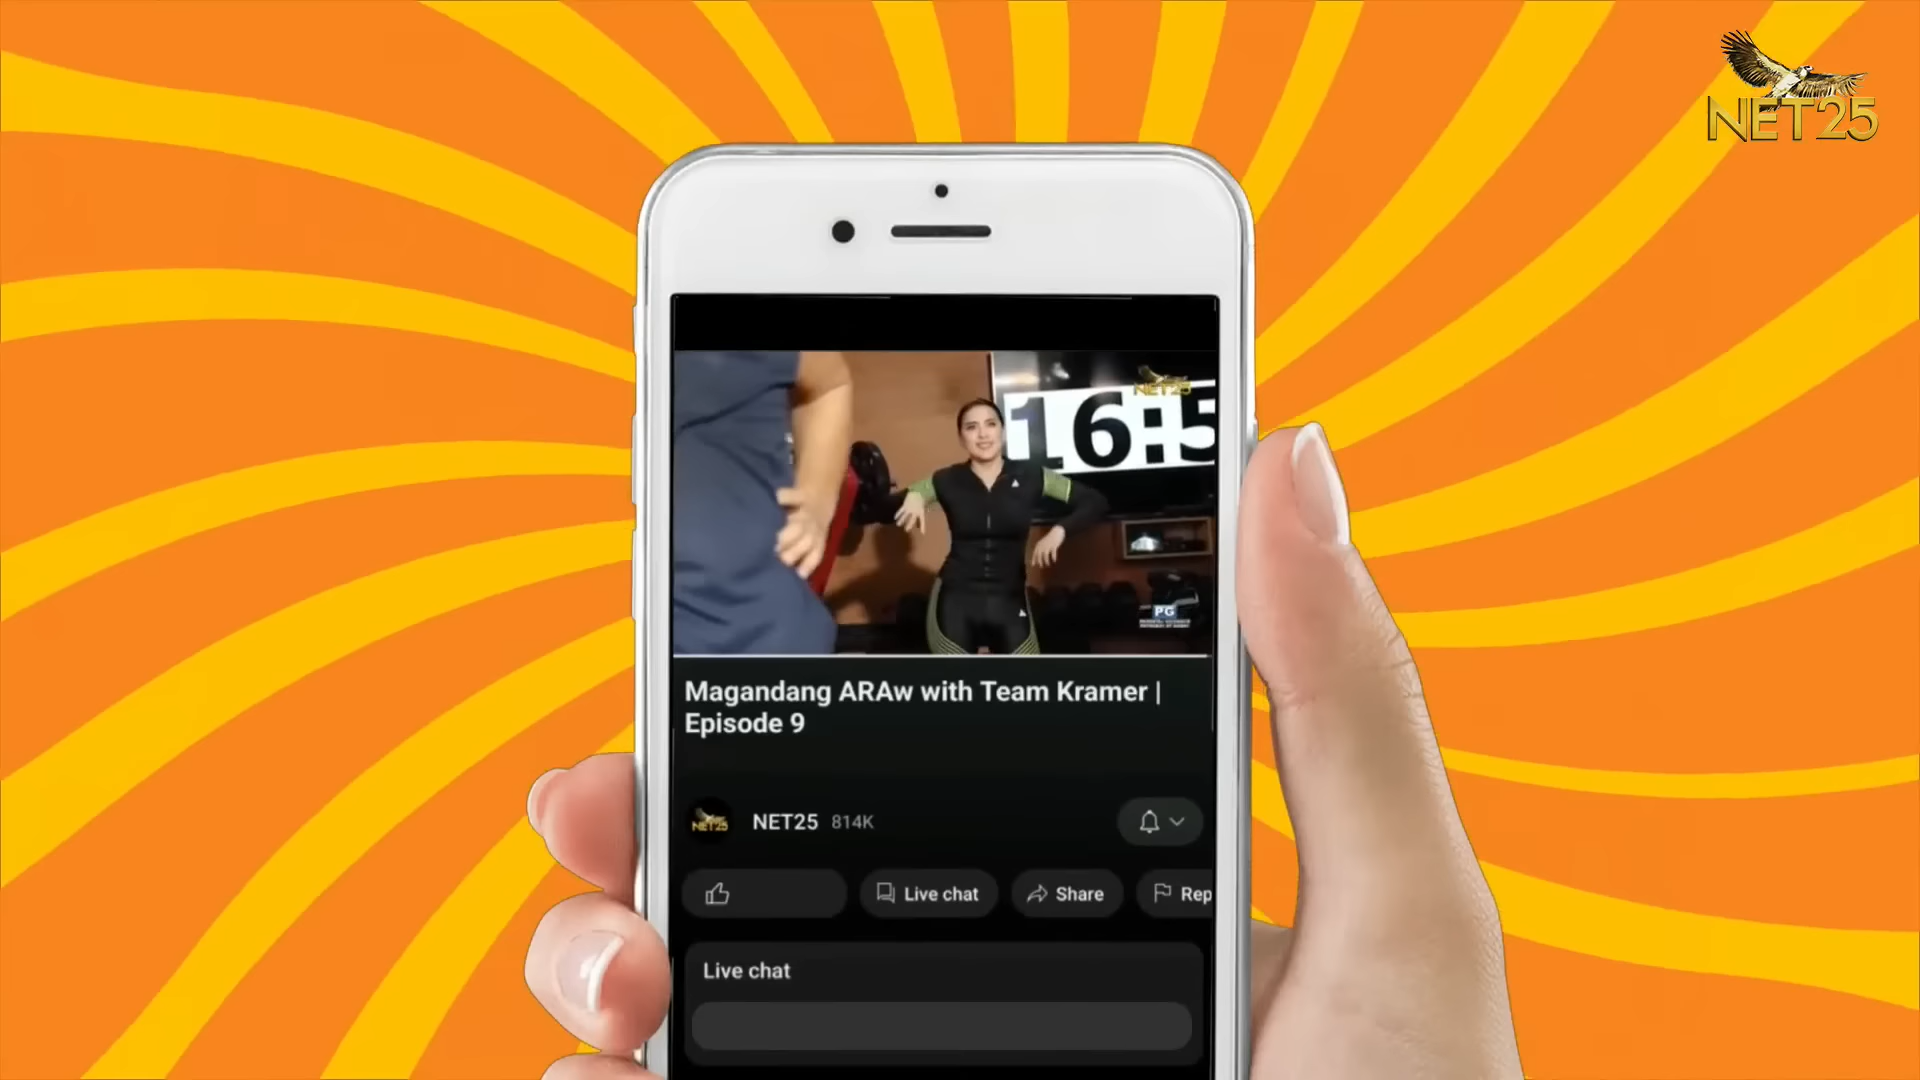 NET25
NET25
16:5
PG
Magandang ARAw with Team Kramer |
Episode 9
NET25
NET25 814K
Live chat
Share
Rep
Live chat